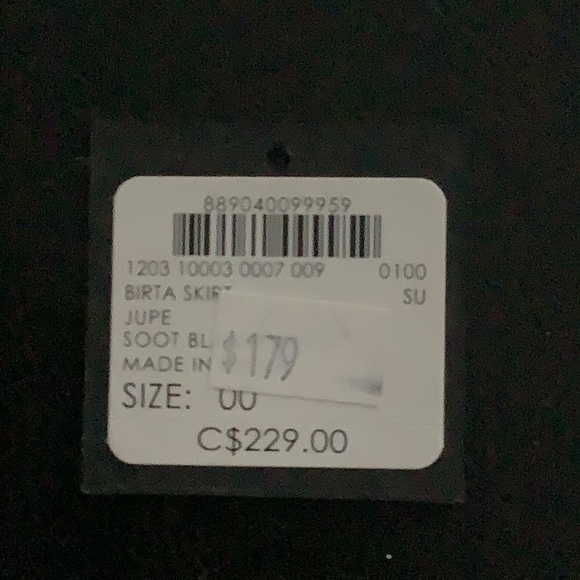 889040099959
1203 10003 0007 009 0100
BIRTA SKIRT SU
JUPE
SOOT BL
MADE IN
$179
SIZE: 00
C$229.00